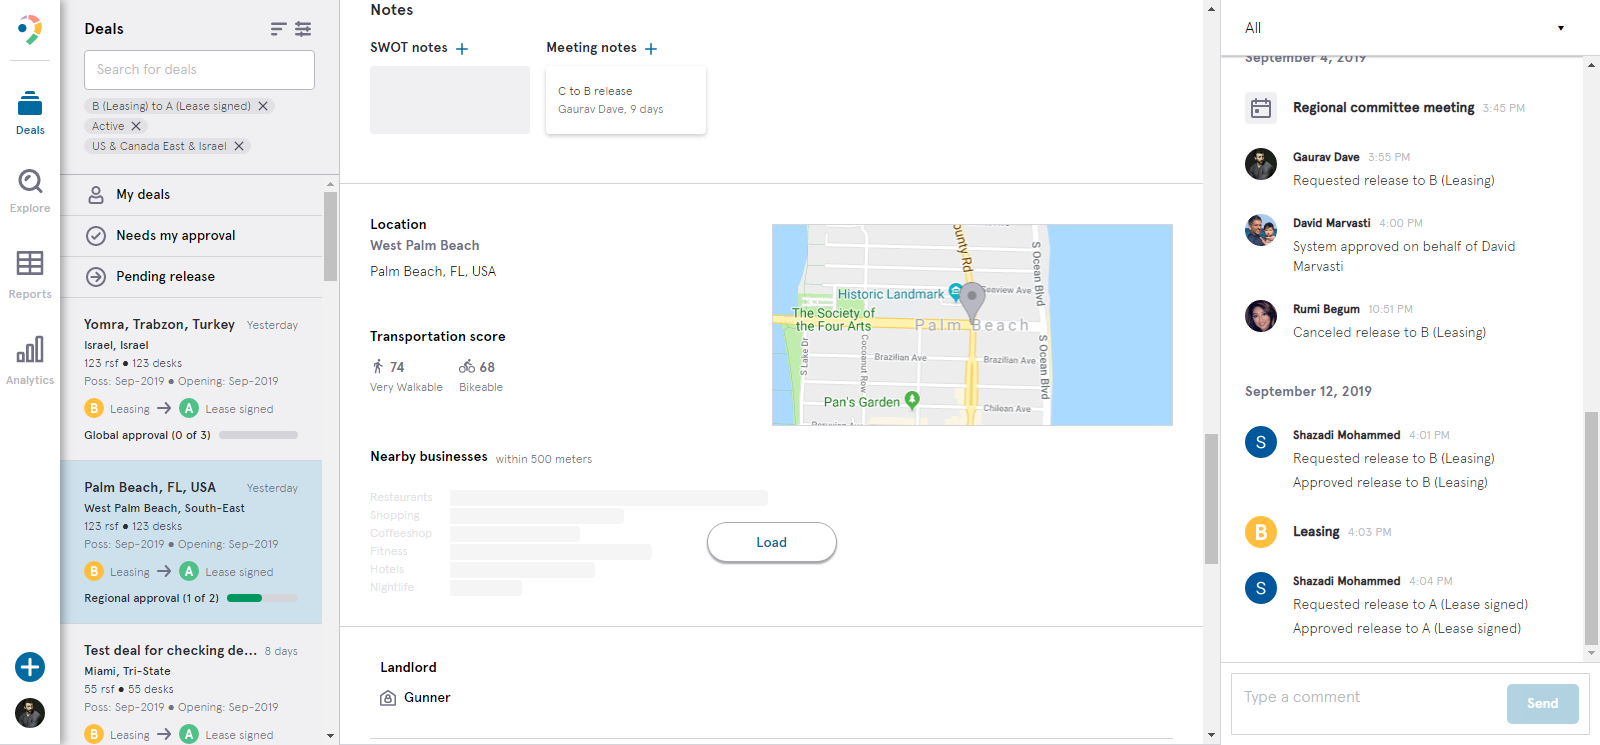 Deals
Explore
Reports
Analytics
Deals
Search for deals
B (Leasing) to A (Lease signed)
Active
US & Canada East & Israel
My deals
Needs my approval
Pending release
Yomra, Trabzon, Turkey Yesterday
Israel, Israel
123 rsf • 123 desks
Poss: Sep-2019 • Opening: Sep-2019
B Leasing → A Lease signed
Global approval (0 of 3)
Palm Beach, FL, USA Yesterday
West Palm Beach, South-East
123 rsf • 123 desks
Poss: Sep-2019 • Opening: Sep-2019
B Leasing → A Lease signed
Regional approval (1 of 2)
Test deal for checking de... 8 days
Miami, Tri-State
55 rsf • 55 desks
Poss: Sep-2019 • Opening: Sep-2019
B Leasing → A Lease signed
Notes
SWOT notes +
Meeting notes +
C to B release
Gaurav Dave, 9 days
Location
West Palm Beach
Palm Beach, FL, USA
Transportation score
74
Very Walkable
68
Bikeable
ounty Rd
S Ocean Blvd
Historic Landmark
Seaview Ave
The Society of
the Four Arts
Palm Beach
S Lake Dr
Cocoanut Row
Brazilian Ave
Brazilian Ave
S Ocean Blvd
Pan's Garden
Chilean Ave
Peruvian Ave
Nearby businesses within 500 meters
Restaurants
Shopping
Coffeeshop
Fitness
Hotels
Nightlife
Load
Landlord
Gunner
All
September 4, 2019
Regional committee meeting 3:45 PM
Gaurav Dave 3:55 PM
Requested release to B (Leasing)
David Marvasti 4:00 PM
System approved on behalf of David
Marvasti
Rumi Begum 10:51 PM
Canceled release to B (Leasing)
September 12, 2019
S Shazadi Mohammed 4:01 PM
Requested release to B (Leasing)
Approved release to B (Leasing)
B Leasing 4:03 PM
S Shazadi Mohammed 4:04 PM
Requested release to A (Lease signed)
Approved release to A (Lease signed)
Type a comment
Send